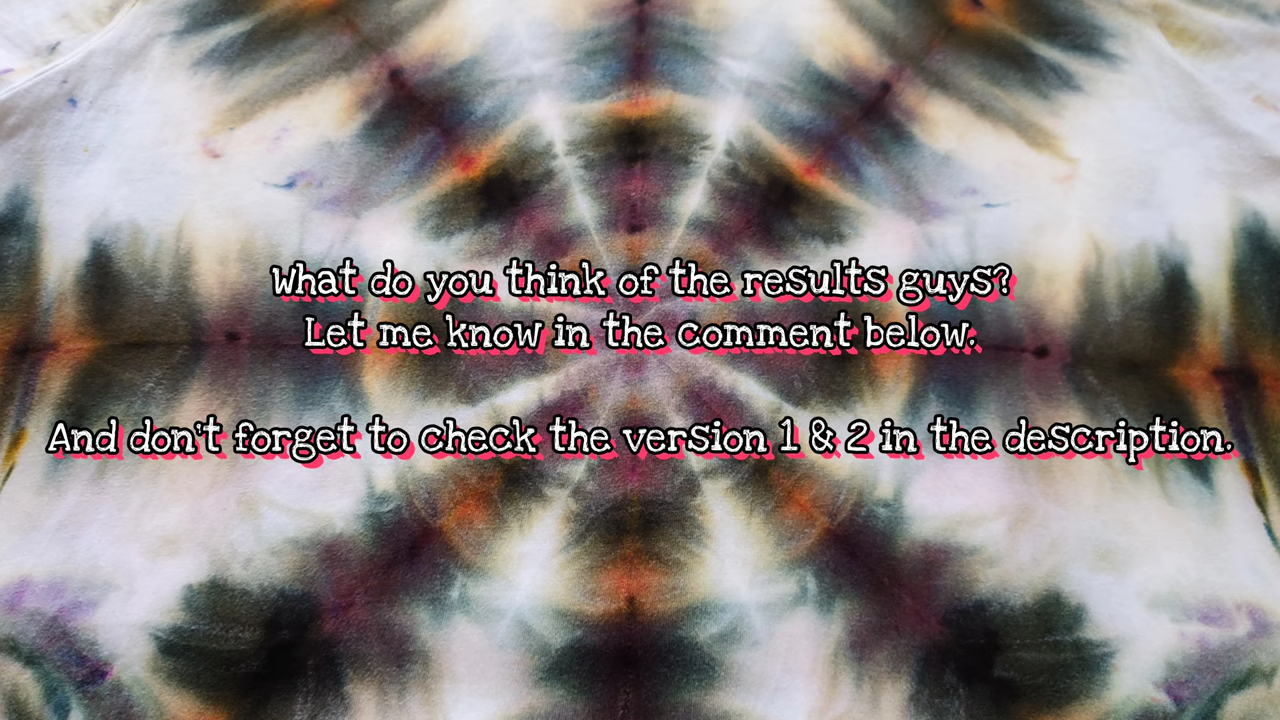 What do you think of the results guys?
Let me know in the comment below.
And don't forget to check the version 1 & 2 in the description.